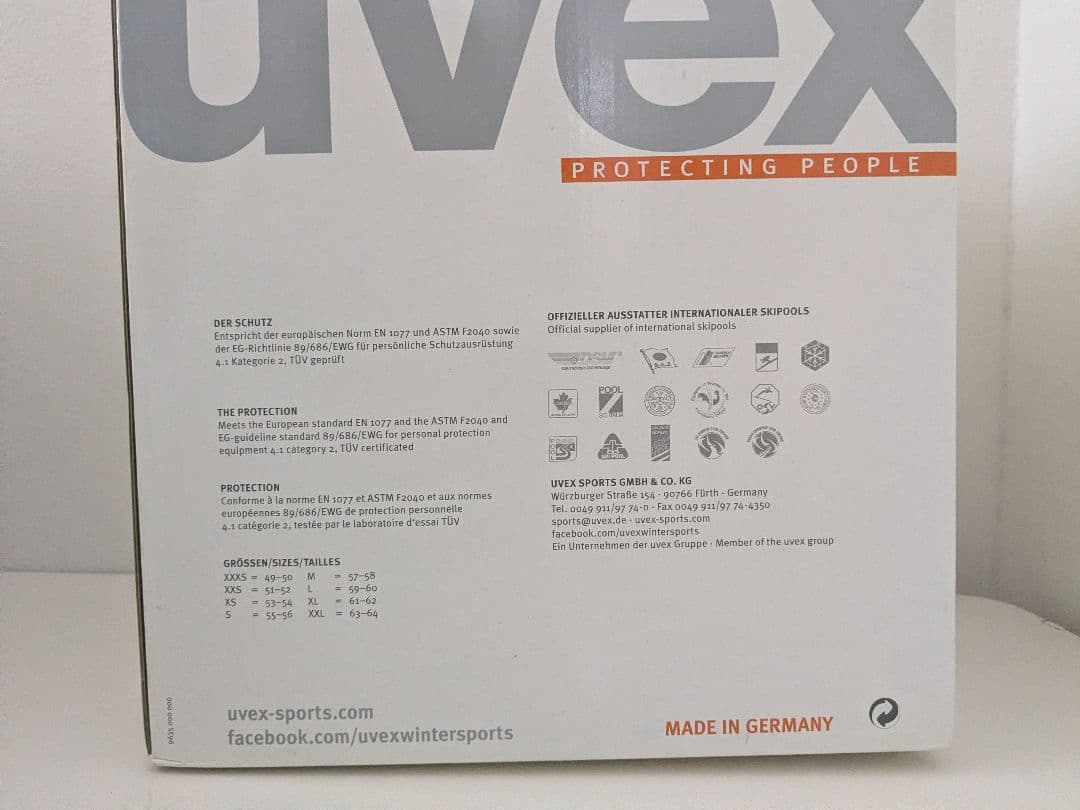 uvex
PROTECTING PEOPLE
DER SCHUTZ
Entspricht der europäischen Norm EN 1077 und ASTM F2040 sowie
der EG-Richtlinie 89/686/EWG für persönliche Schutzausrüstung
4.1 Kategorie 2, TÜV geprüft
THE PROTECTION
Meets the European standard EN 1077 and the ASTM F2040 and
EG-guideline standard 89/686/EWG for personal protection
equipment 4.1 category 2, TÜV certificated
PROTECTION
Conforme à la norme EN 1077 et ASTM F2040 et aux normes
européennes 89/686/EWG de protection personnelle
4.1 catégorie 2, testée par le laboratoire d'essai TÜV
GRÖSSEN/SIZES/TAILLES
XXXS = 49–50 M = 57–58
XXS = 51–52 L = 59–60
XS = 53–54 XL = 61–62
S = 55–56 XXL = 63–64
OFFIZIELLER AUSSTATTER INTERNATIONALER SKIPOOLS
Official supplier of international skipools
POOL
UVEX SPORTS GMBH & CO. KG
Würzburger Straße 154 · 90766 Fürth · Germany
Tel. 0049 911/97 74-0 · Fax 0049 911/97 74-4350
sports@uvex.de · uvex-sports.com
facebook.com/uvexwintersports
Ein Unternehmen der uvex Gruppe · Member of the uvex group
9635 000 000
uvex-sports.com
facebook.com/uvexwintersports
MADE IN GERMANY